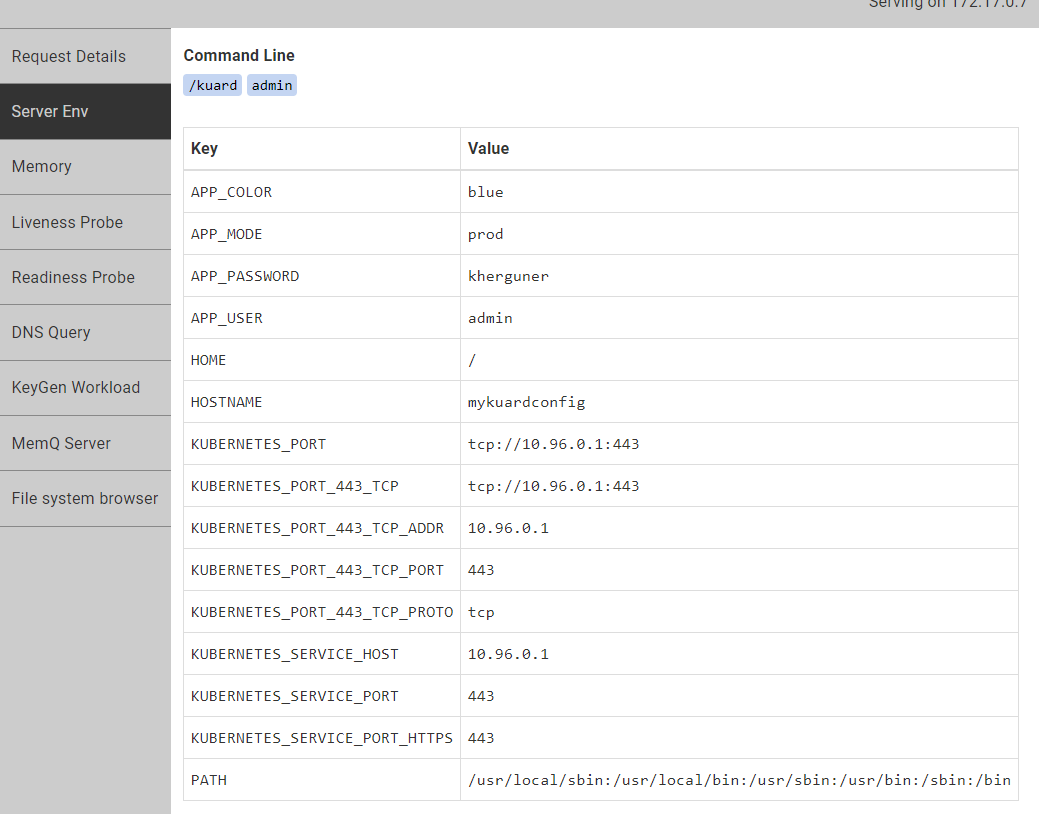 Serving on 172.17.0.7
Request Details
Server Env
Memory
Liveness Probe
Readiness Probe
DNS Query
KeyGen Workload
MemQ Server
File system browser
Command Line
/kuard admin
Key Value
APP_COLOR blue
APP_MODE prod
APP_PASSWORD kherguner
APP_USER admin
HOME /
HOSTNAME mykuardconfig
KUBERNETES_PORT tcp://10.96.0.1:443
KUBERNETES_PORT_443_TCP tcp://10.96.0.1:443
KUBERNETES_PORT_443_TCP_ADDR 10.96.0.1
KUBERNETES_PORT_443_TCP_PORT 443
KUBERNETES_PORT_443_TCP_PROTO tcp
KUBERNETES_SERVICE_HOST 10.96.0.1
KUBERNETES_SERVICE_PORT 443
KUBERNETES_SERVICE_PORT_HTTPS 443
PATH /usr/local/sbin:/usr/local/bin:/usr/sbin:/usr/bin:/sbin:/bin